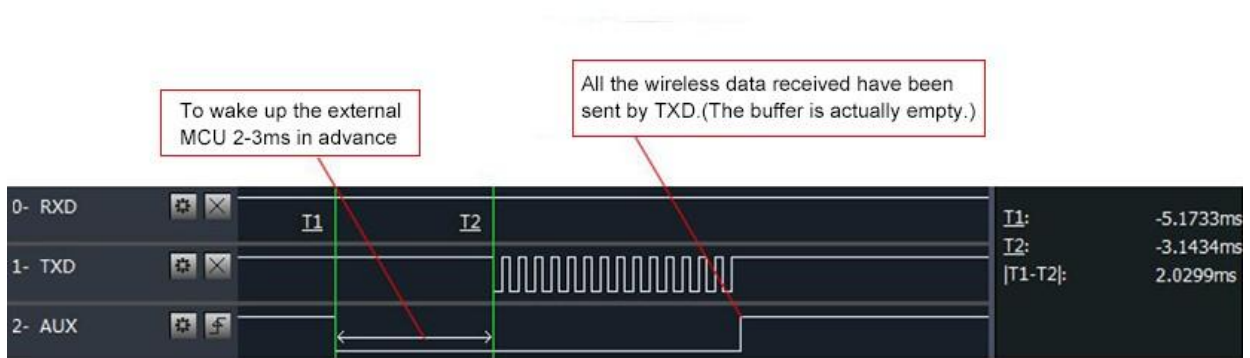 To wake up the external
MCU 2-3ms in advance
All the wireless data received have been
sent by TXD.(The buffer is actually empty.)
0- RXD
T1
T2
1- TXD
2- AUX
T1: -5.1733ms
T2: -3.1434ms
|T1-T2|: 2.0299ms